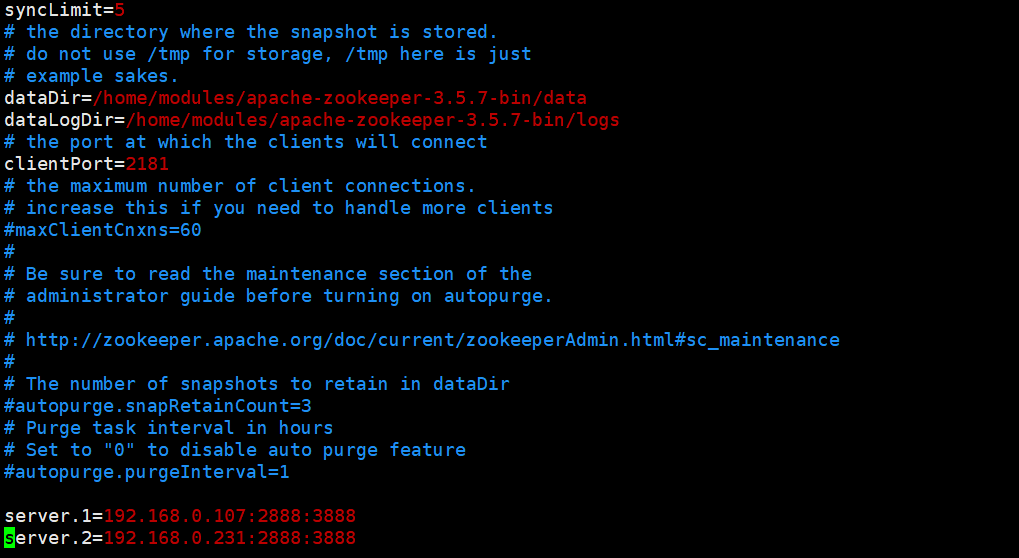 syncLimit=5
# the directory where the snapshot is stored.
# do not use /tmp for storage, /tmp here is just
# example sakes.
dataDir=/home/modules/apache-zookeeper-3.5.7-bin/data
dataLogDir=/home/modules/apache-zookeeper-3.5.7-bin/logs
# the port at which the clients will connect
clientPort=2181
# the maximum number of client connections.
# increase this if you need to handle more clients
#maxClientCnxns=60
#
# Be sure to read the maintenance section of the
# administrator guide before turning on autopurge.
#
# http://zookeeper.apache.org/doc/current/zookeeperAdmin.html#sc_maintenance
#
# The number of snapshots to retain in dataDir
#autopurge.snapRetainCount=3
# Purge task interval in hours
# Set to "0" to disable auto purge feature
#autopurge.purgeInterval=1

server.1=192.168.0.107:2888:3888
server.2=192.168.0.231:2888:3888